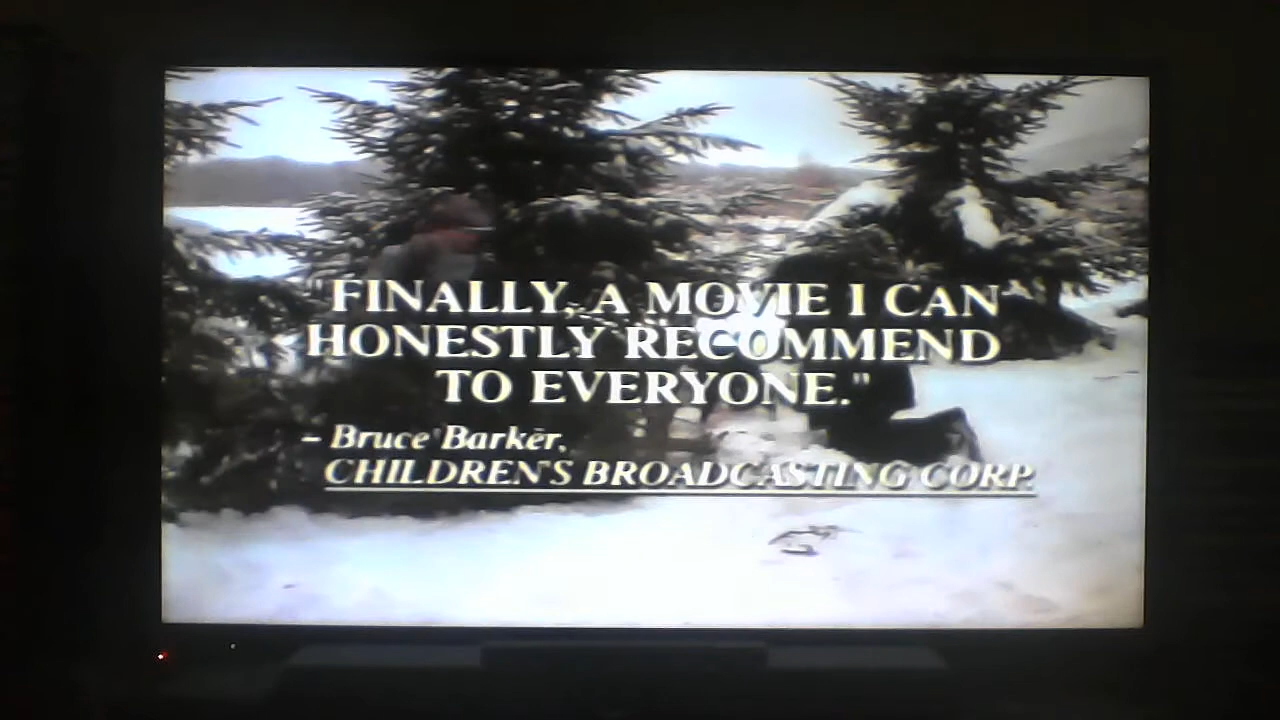 "FINALLY, A MOVIE I CAN
HONESTLY RECOMMEND
TO EVERYONE."
– Bruce Barker,
CHILDREN'S BROADCASTING CORP.